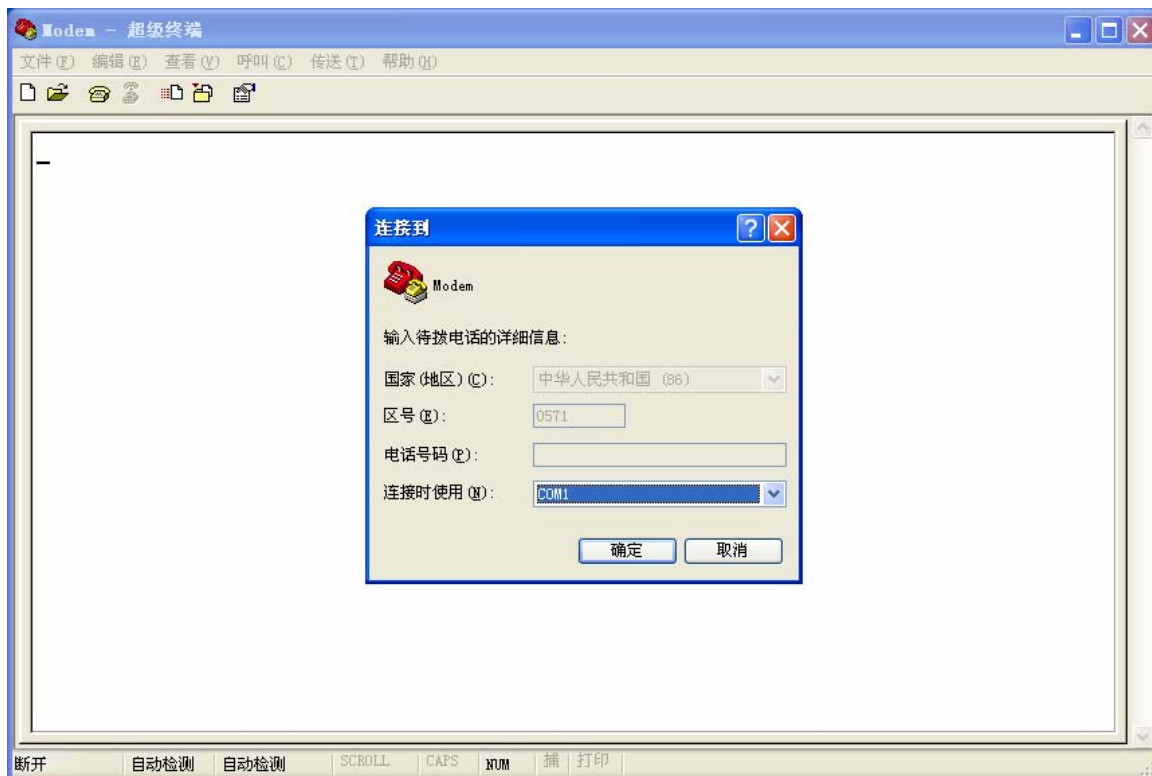 Modem - 超级终端
文件(F) 编辑(E) 查看(V) 呼叫(C) 传送(T) 帮助(H)
连接到
Modem
输入待拨电话的详细信息:
国家(地区)(C): 中华人民共和国 (86)
区号(E): 0571
电话号码(P):
连接时使用(N): COM1
确定 取消
断开 自动检测 自动检测 SCROLL CAPS NUM 捕 打印